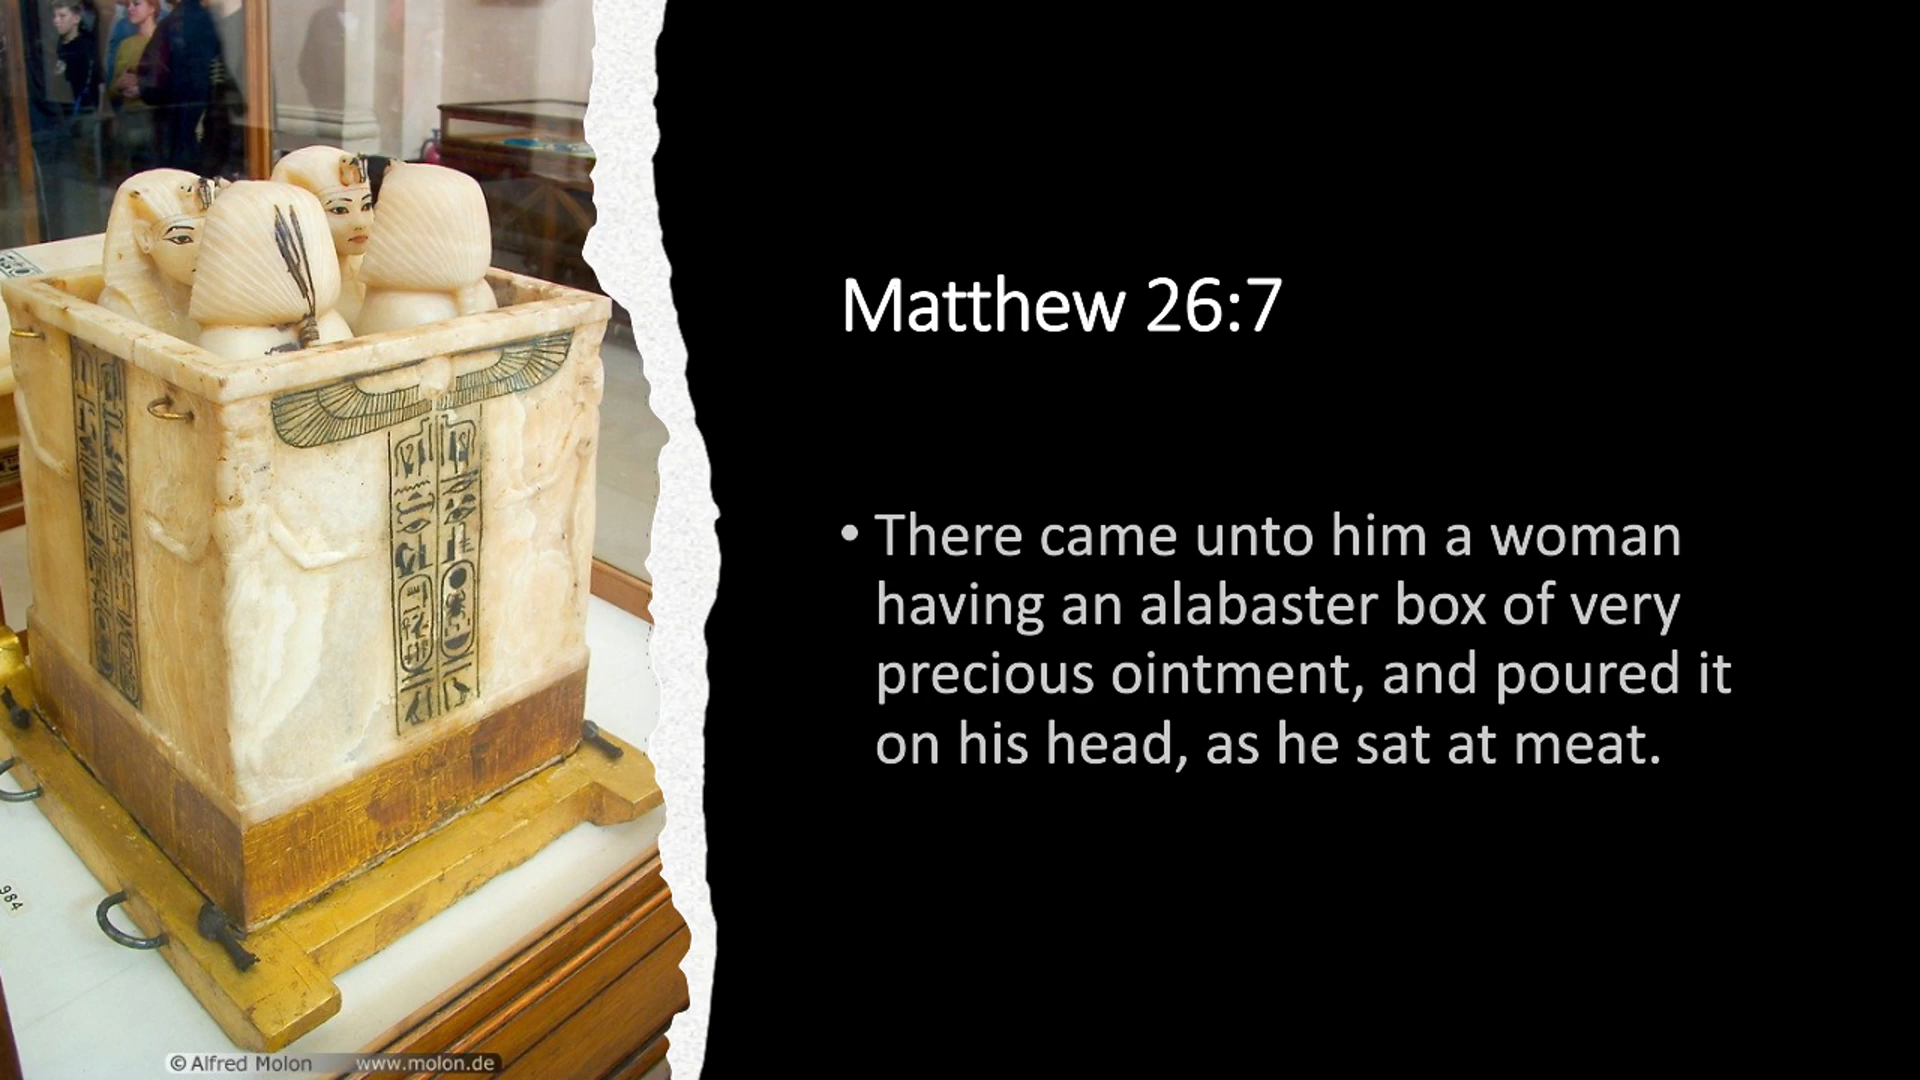 Matthew 26:7
• There came unto him a woman
having an alabaster box of very
precious ointment, and poured it
on his head, as he sat at meat.
984
© Alfred Molon www.molon.de